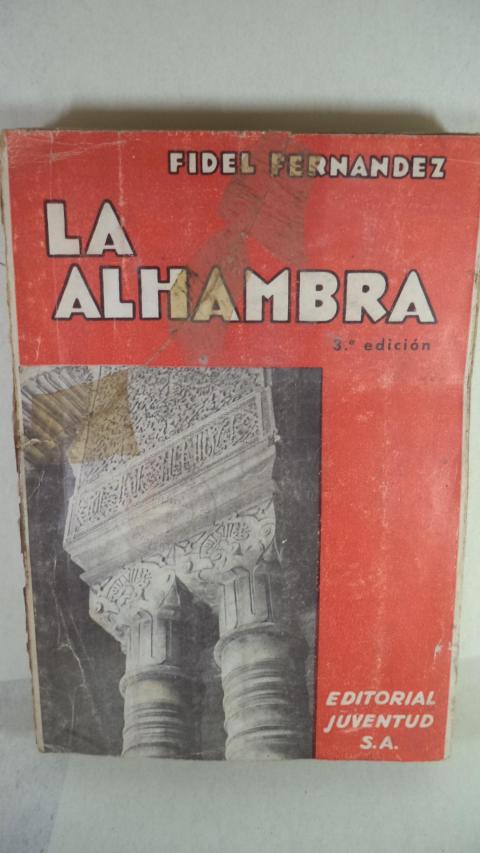 FIDEL FERNANDEZ
LA
ALHAMBRA
3.ª edición
EDITORIAL
JUVENTUD
S.A.